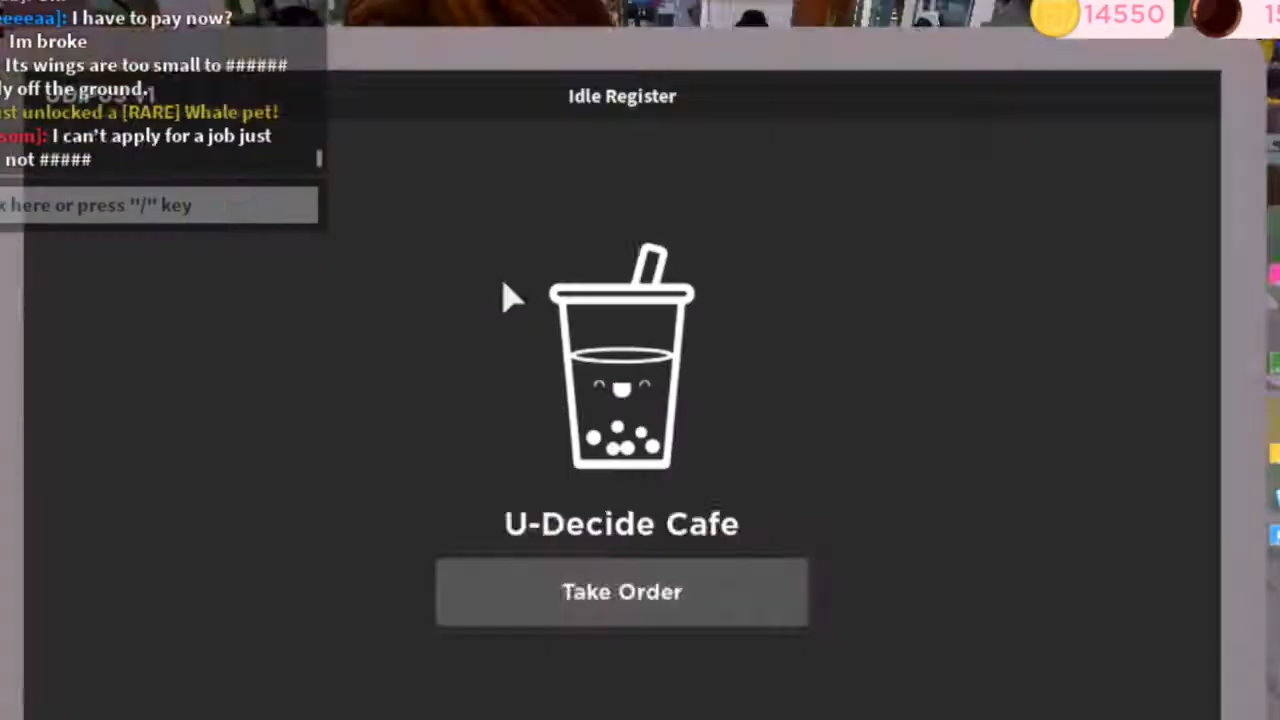 eeeeaa]: I have to pay now?
Im broke
Its wings are too small to ######
ly off the ground.
st unlocked a [RARE] Whale pet!
som]: I can't apply for a job just
not #####
k here or press "/" key
14550
Idle Register
U-Decide Cafe
Take Order